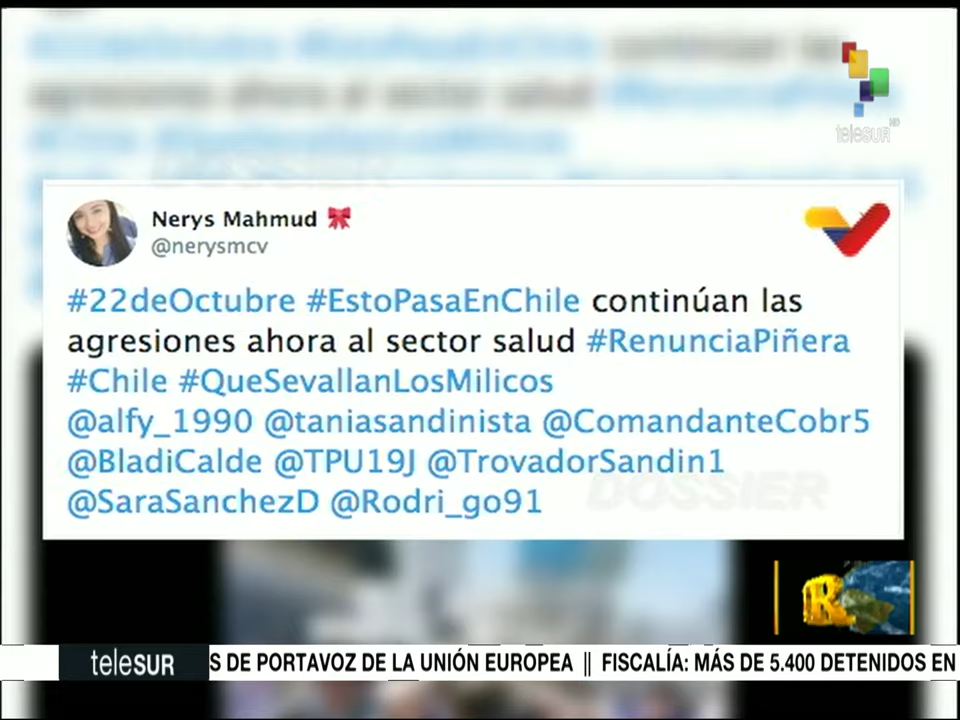 teleSUR HD
Nerys Mahmud
@nerysmcv
#22deOctubre #EstoPasaEnChile continúan las
agresiones ahora al sector salud #RenunciaPiñera
#Chile #QueSevallanLosMilicos
@alfy_1990 @taniasandinista @ComandanteCobr5
@BladiCalde @TPU19J @TrovadorSandin1
@SaraSanchezD @Rodri_go91
DOSSIER
R
teleSUR
S DE PORTAVOZ DE LA UNIÓN EUROPEA || FISCALÍA: MÁS DE 5.400 DETENIDOS EN